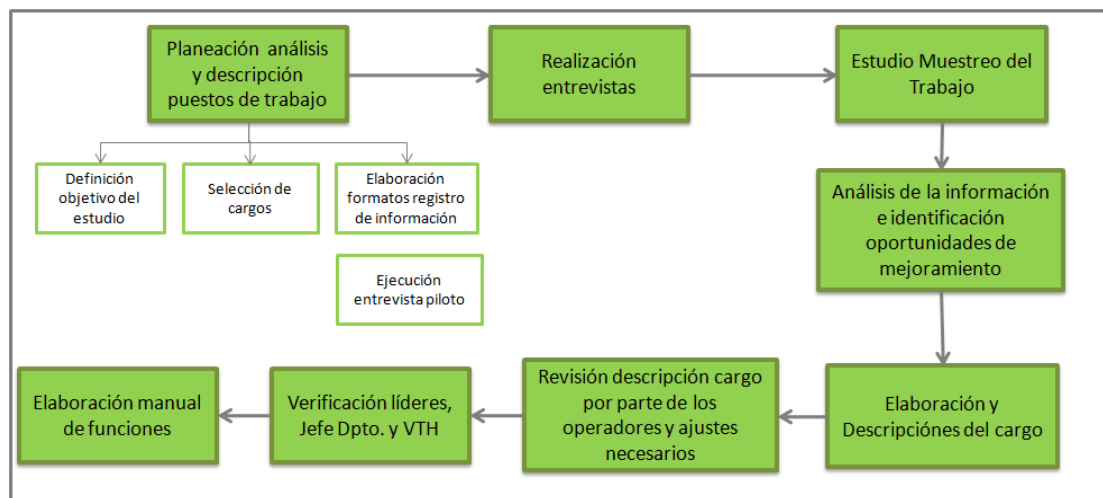 Planeación análisis
y descripción
puestos de trabajo
Realización
entrevistas
Estudio Muestreo del
Trabajo
Definición
objetivo del
estudio
Selección de
cargos
Elaboración
formatos registro
de información
Ejecución
entrevista piloto
Análisis de la información
e identificación
oportunidades de
mejoramiento
Elaboración y
Descripciónes del cargo
Revisión descripción cargo
por parte de los
operadores y ajustes
necesarios
Verificación líderes,
Jefe Dpto. y VTH
Elaboración manual
de funciones